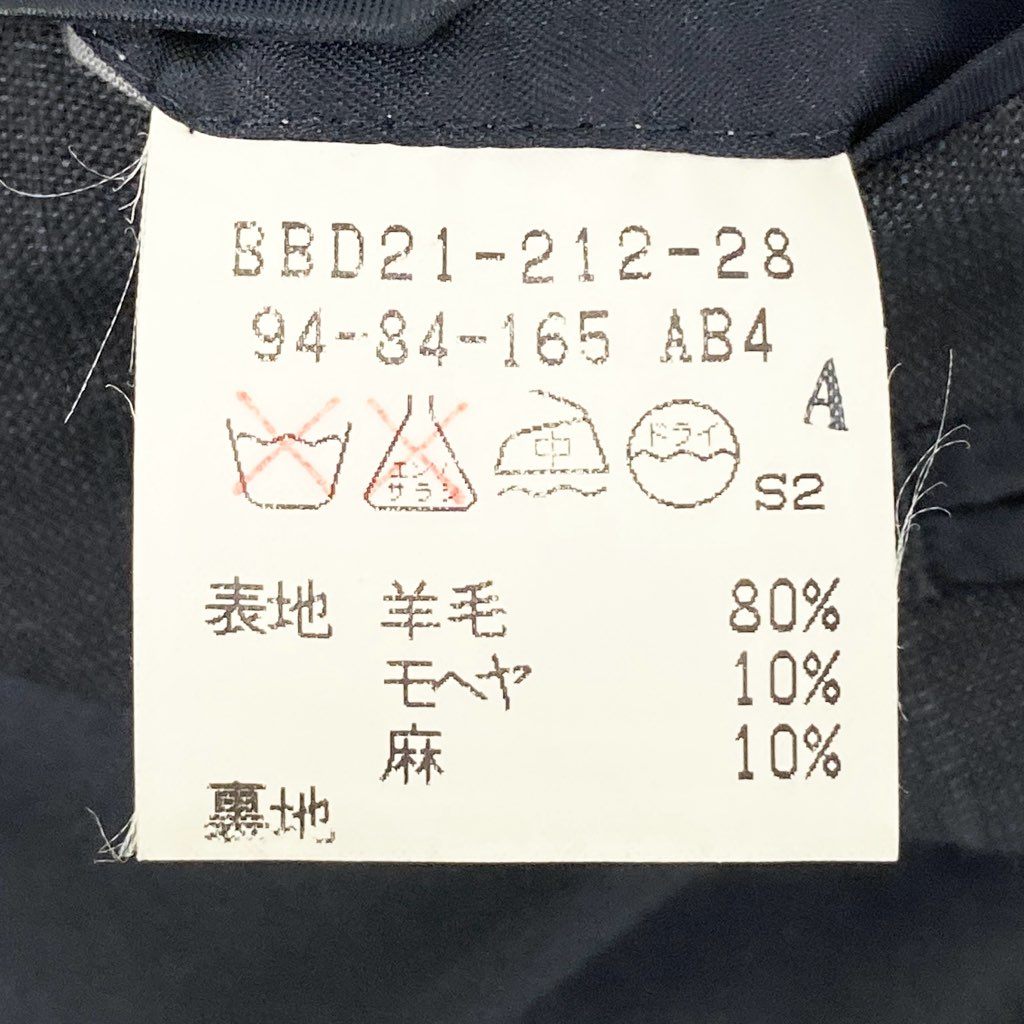 BBD21-212-28
94-84-165 AB4
A
エンソ
サラシ
中
ドライ
S2
表地 羊毛 80%
モヘヤ 10%
麻 10%
裏地